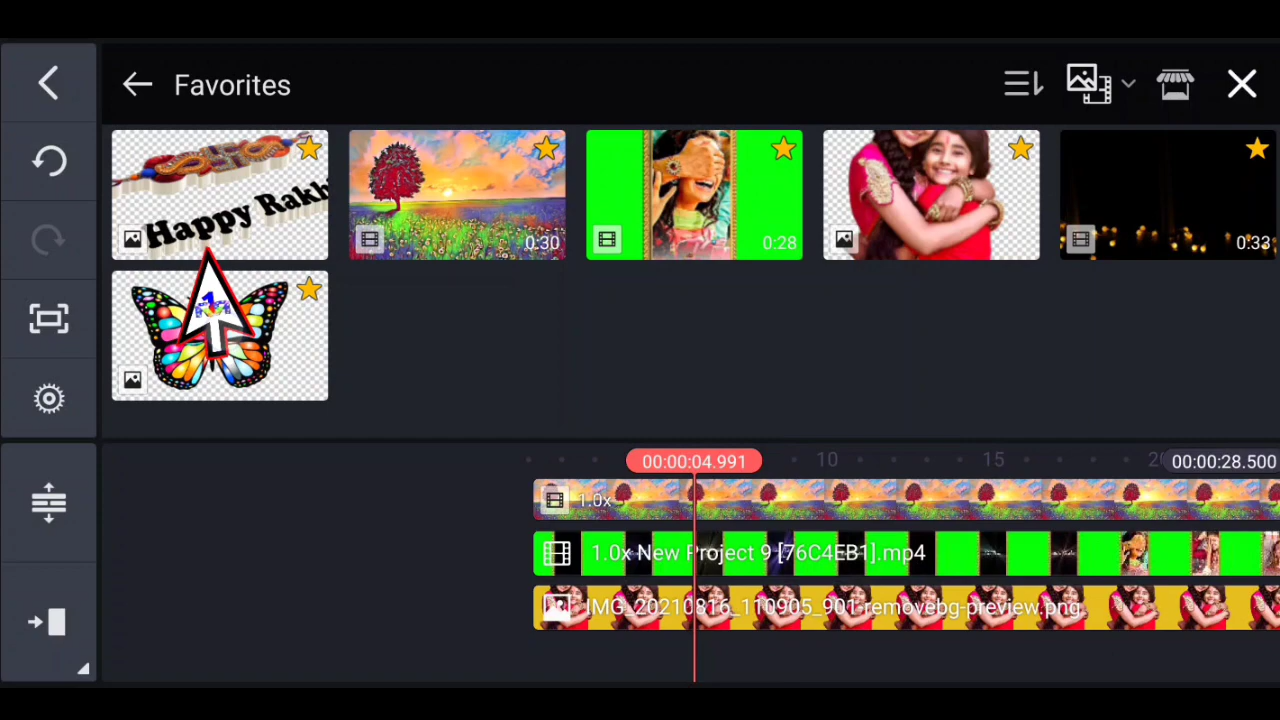 Favorites
Happy Rakh
0:30
0:28
0:33
1
00:00:04.991
10
15
00:00:28.500
1.0x
1.0x New Project 9 [76C4EB1].mp4
IMG_20210816_110905_901-removebg-preview.png